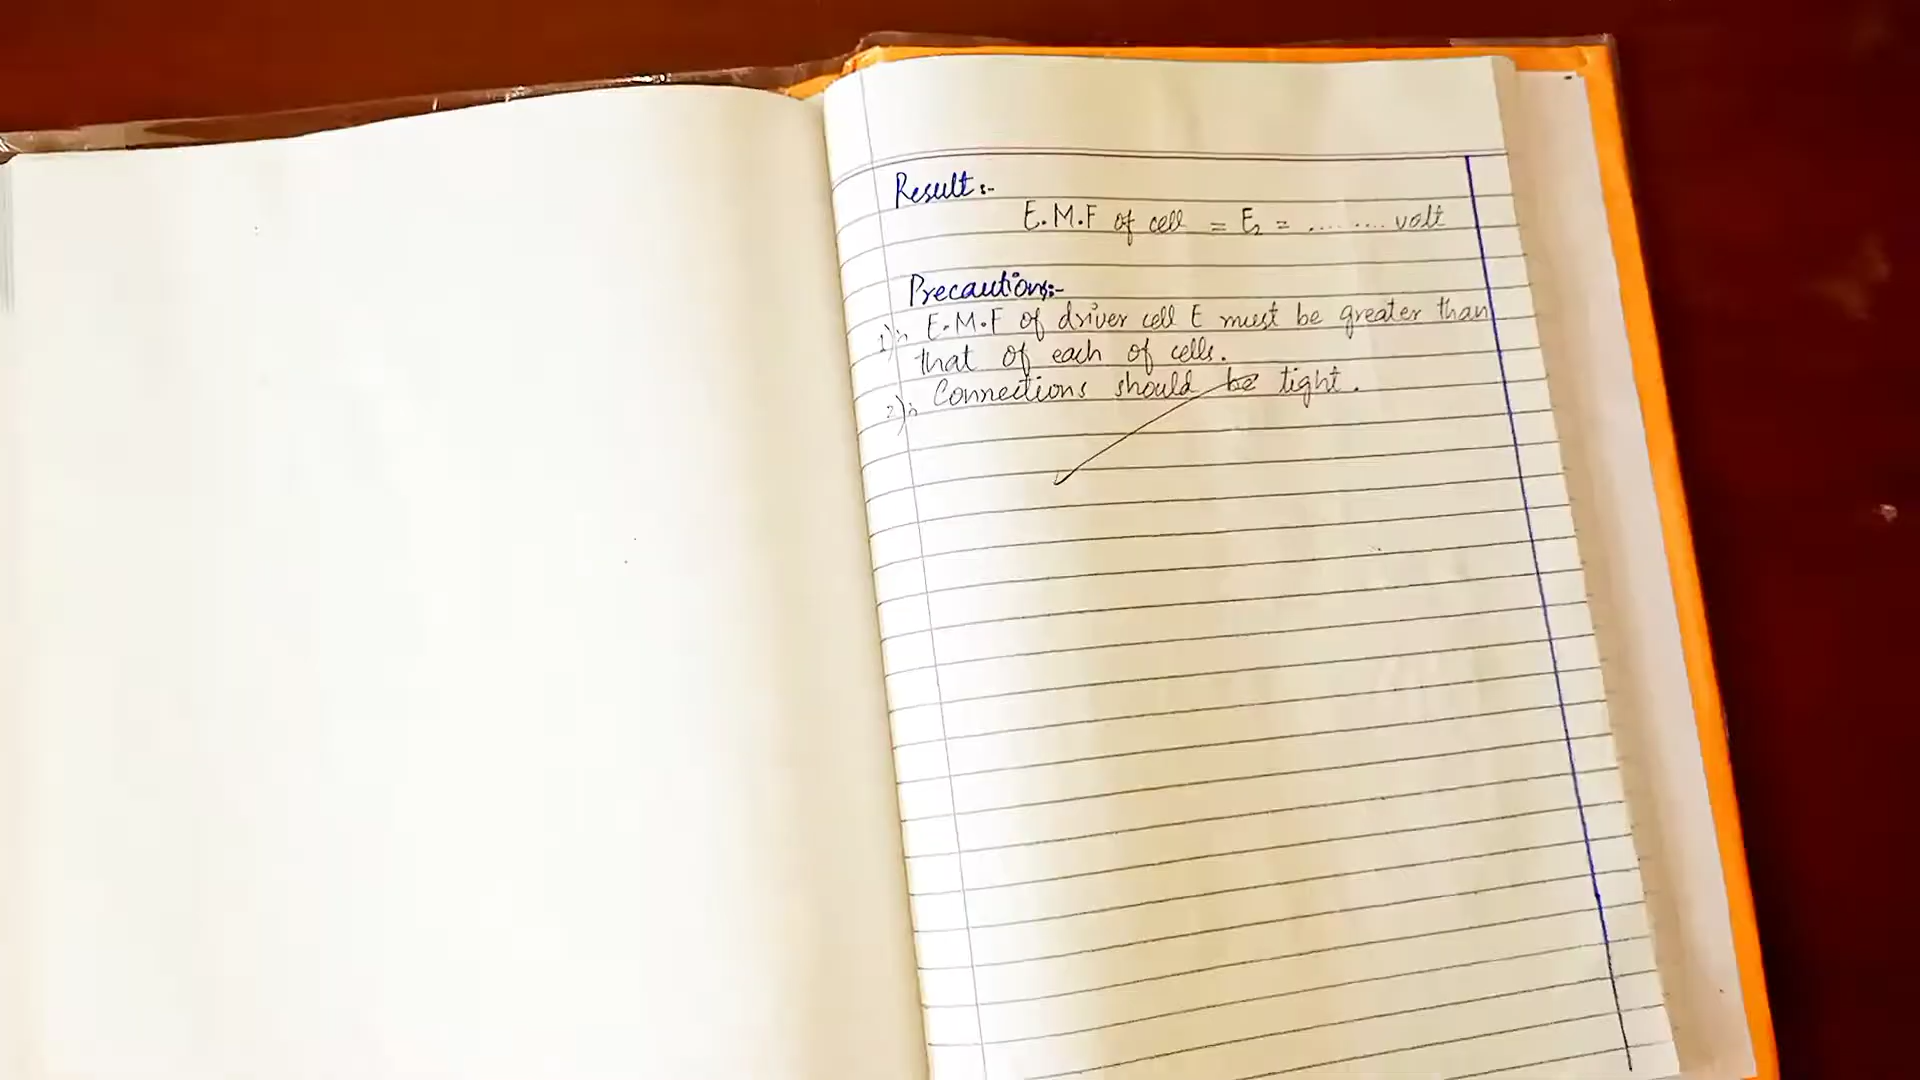 Result:-
E.M.F of cell = E₂ = ........ volt
Precautions:-
1) E.M.F of driver cell E must be greater than
that of each of cells.
2) Connections should be tight.